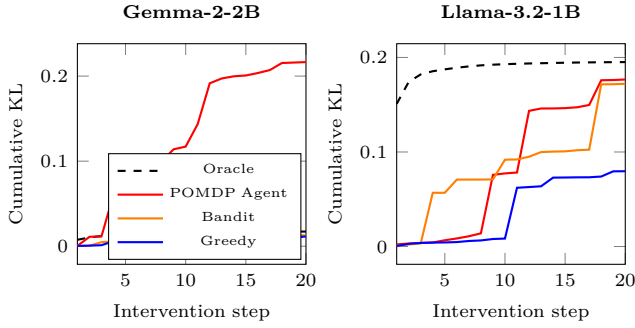 Gemma-2-2B
Cumulative KL
0.2
0.1
0
5
10
15
20
Intervention step
Oracle
POMDP Agent
Bandit
Greedy
Llama-3.2-1B
Cumulative KL
0.2
0.1
0
5
10
15
20
Intervention step